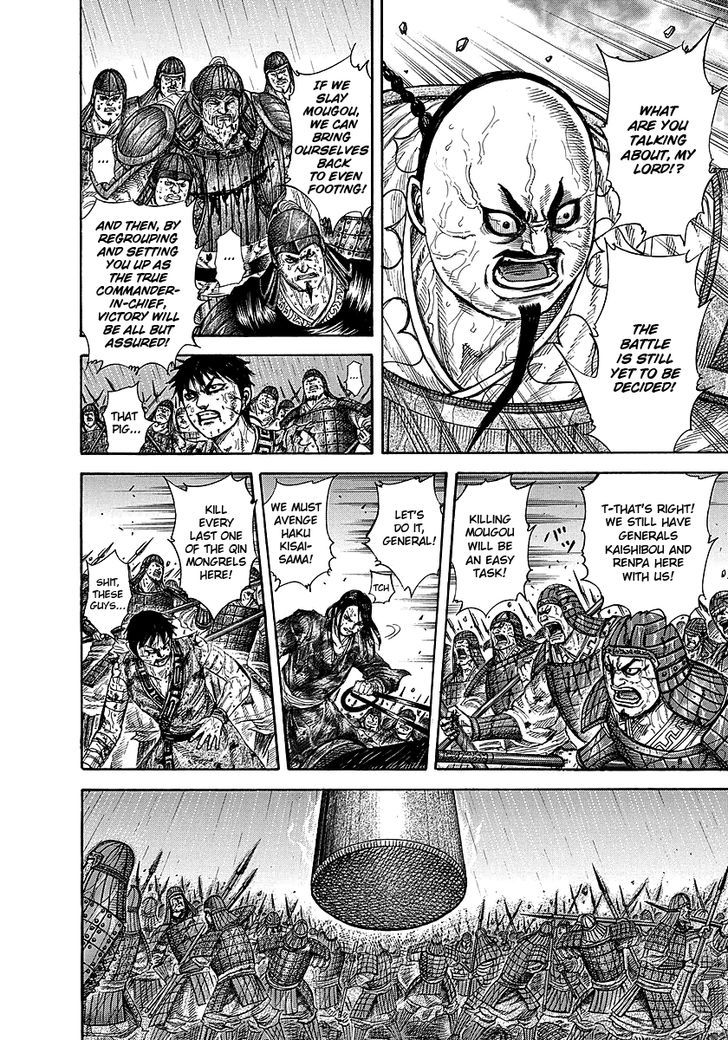 WHAT
ARE YOU
TALKING
ABOUT, MY
LORD!?
THE
BATTLE
IS STILL
YET TO
BE
DECIDED!
IF WE
SLAY
MOUGOU,
WE CAN
BRING
OURSELVES
BACK
TO EVEN
FOOTING!
...
...
AND THEN, BY
REGROUPING
AND SETTING
YOU UP AS
THE TRUE
COMMANDER-
IN-CHIEF,
VICTORY WILL
BE ALL BUT
ASSURED!
...
...
THAT
PIG...
T-THAT'S RIGHT!
WE STILL HAVE
GENERALS
KAISHIBOU AND
RENPA HERE
WITH US!
KILLING
MOUGOU
WILL BE
AN EASY
TASK!
LET'S
DO IT,
GENERAL!
TCH
WE MUST
AVENGE
HAKU
KISAI-
SAMA!
KILL
EVERY
LAST ONE
OF THE QIN
MONGRELS
HERE!
SHIT,
THESE
GUYS...